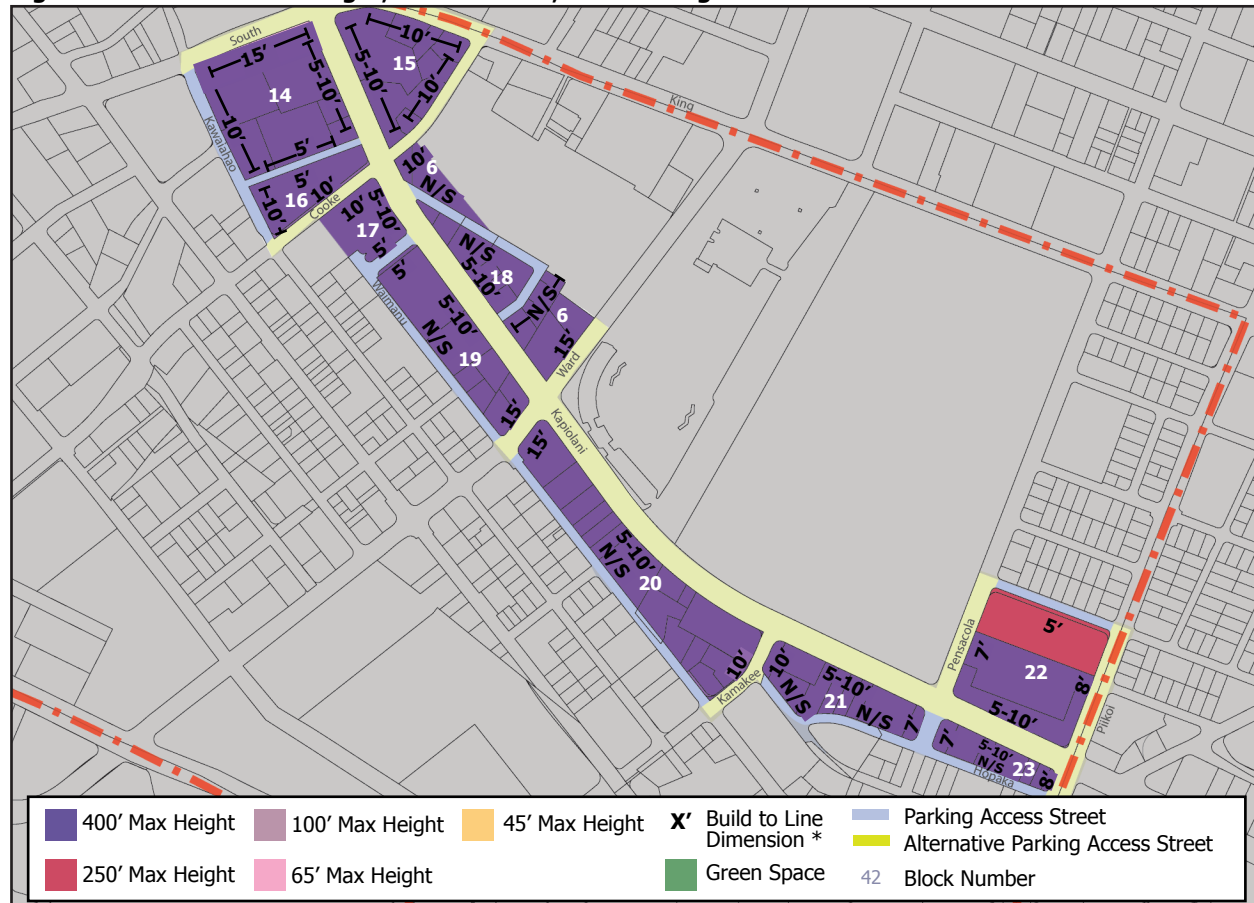 South
15'
5-10'
14
10'
5'
Kawaiahao
10'
15
5-10'
10'
King
5'
10'
16
10'
Cooke
10'
6
N/S
5-10'
10'
17
5'
Waimanu
N/S
18
5-10'
N/S
6
15'
Ward
5'
5-10'
N/S
19
15'
Kapiolani
15'
5-10'
N/S
20
10'
Kamakee
10'
5-10'
N/S
21
N/S
7'
Pensacola
5'
7'
22
8'
5-10'
Piikoi
7'
5-10'
N/S
23
8'
Hopaka
400' Max Height
100' Max Height
45' Max Height
X' Build to Line
Dimension *
Parking Access Street
Alternative Parking Access Street
250' Max Height
65' Max Height
Green Space
42 Block Number